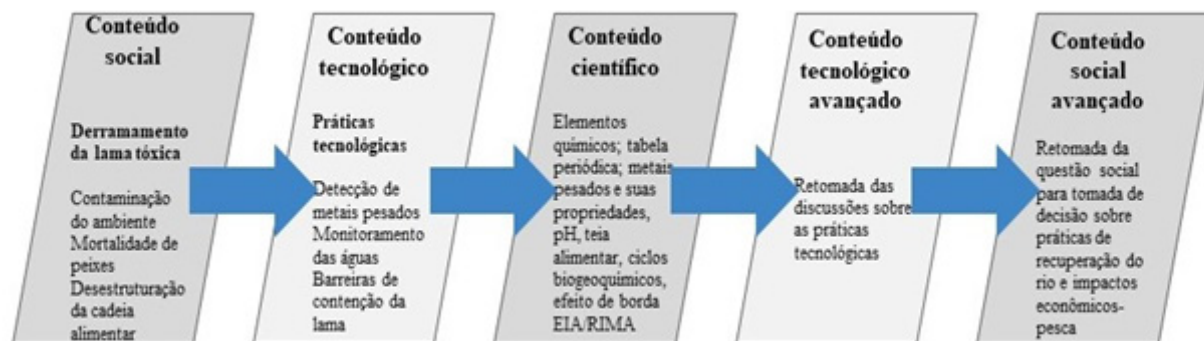 Conteúdo
social
Derramamento
da lama tóxica
Contaminação
do ambiente
Mortalidade de
peixes
Desestruturação
da cadeia
alimentar
Conteúdo
tecnológico
Práticas
tecnológicas
Detecção de
metais pesados
Monitoramento
das águas
Barreiras de
contenção da
lama
Conteúdo
científico
Elementos
químicos; tabela
periódica; metais
pesados e suas
propriedades,
pH, teia
alimentar, ciclos
biogeoquímicos,
efeito de borda
EIA/RIMA
Conteúdo
tecnológico
avançado
Retomada das
discussões sobre
as práticas
tecnológicas
Conteúdo
social
avançado
Retomada da
questão social
para tomada de
decisão sobre
práticas de
recuperação do
rio e impactos
econômicos-
pesca